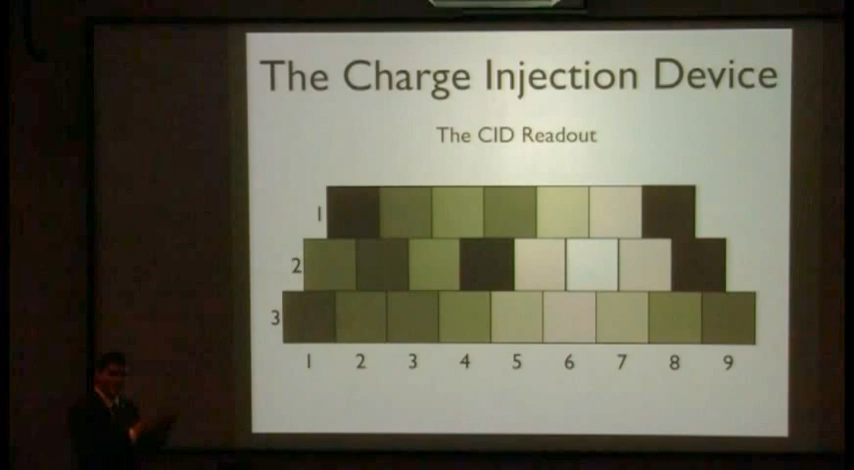 The Charge Injection Device
The CID Readout
1
2
3
1 2 3 4 5 6 7 8 9